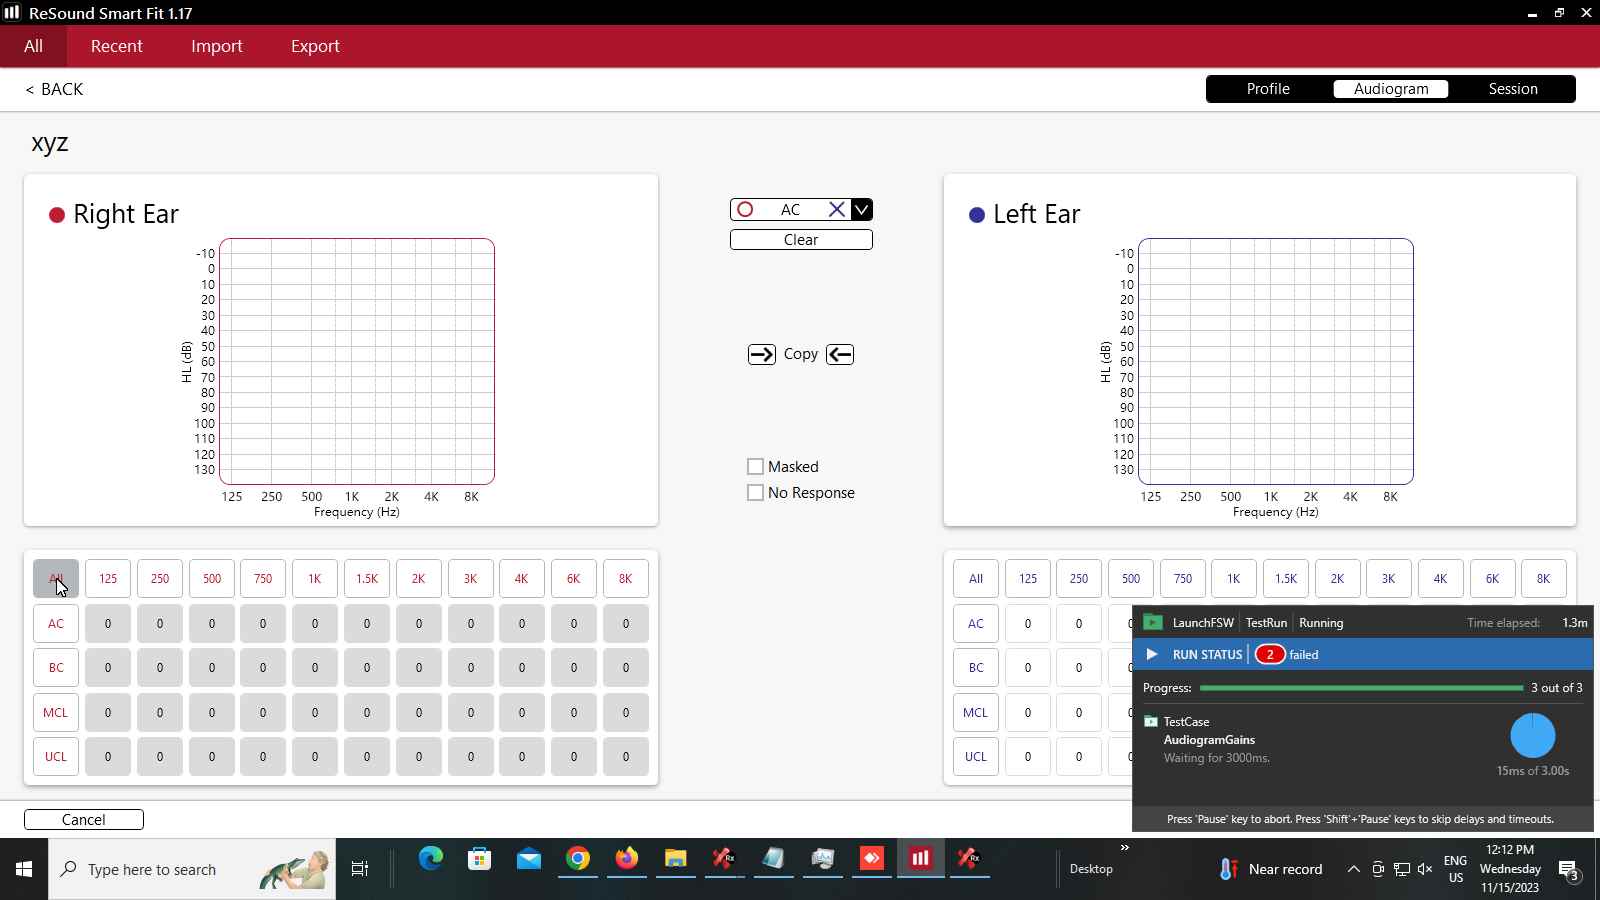 ReSound Smart Fit 1.17
All Recent Import Export
< BACK
Profile Audiogram Session
xyz
Right Ear
-10
0
10
20
30
40
50
60
70
80
90
100
110
120
130
HL (dB)
125 250 500 1K 2K 4K 8K
Frequency (Hz)
AC
Clear
Copy
Masked
No Response
Left Ear
-10
0
10
20
30
40
50
60
70
80
90
100
110
120
130
HL (dB)
125 250 500 1K 2K 4K 8K
Frequency (Hz)
All 125 250 500 750 1K 1.5K 2K 3K 4K 6K 8K
AC 0 0 0 0 0 0 0 0 0 0 0
BC 0 0 0 0 0 0 0 0 0 0 0
MCL 0 0 0 0 0 0 0 0 0 0 0
UCL 0 0 0 0 0 0 0 0 0 0 0
All 125 250 500 750 1K 1.5K 2K 3K 4K 6K 8K
AC 0 0
BC 0 0
MCL 0 0
UCL 0 0
LaunchFSW TestRun Running Time elapsed: 1.3m
RUN STATUS 2 failed
Progress: 3 out of 3
TestCase
AudiogramGains
Waiting for 3000ms.
15ms of 3.00s
Press 'Pause' key to abort. Press 'Shift'+'Pause' keys to skip delays and timeouts.
Cancel
Type here to search
Rx
Rx
Desktop
Near record
ENG
US
12:12 PM
Wednesday
11/15/2023
3